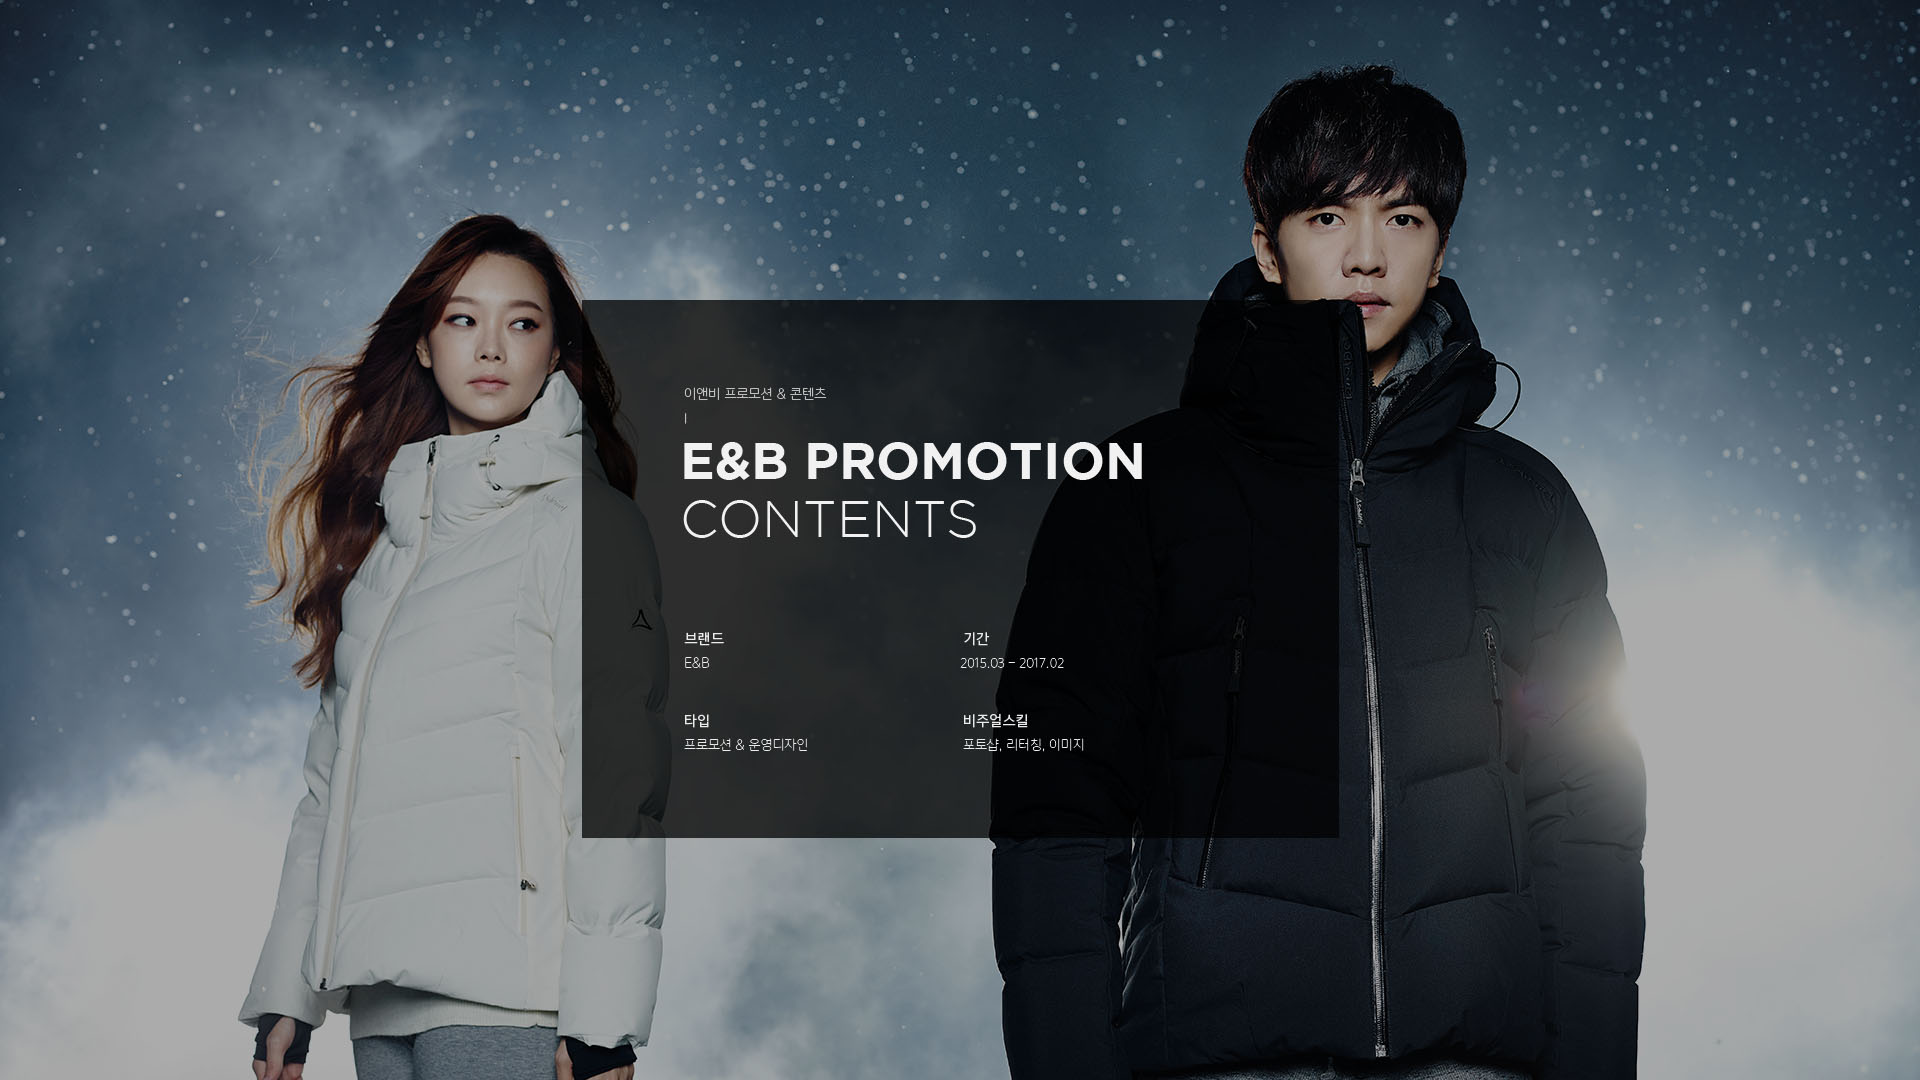 이앤비 프로모션 & 콘텐츠
E&B PROMOTION
CONTENTS
브랜드
E&B
기간
2015.03 – 2017.02
타입
프로모션 & 운영디자인
비주얼스킬
포토샵, 리터칭, 이미지